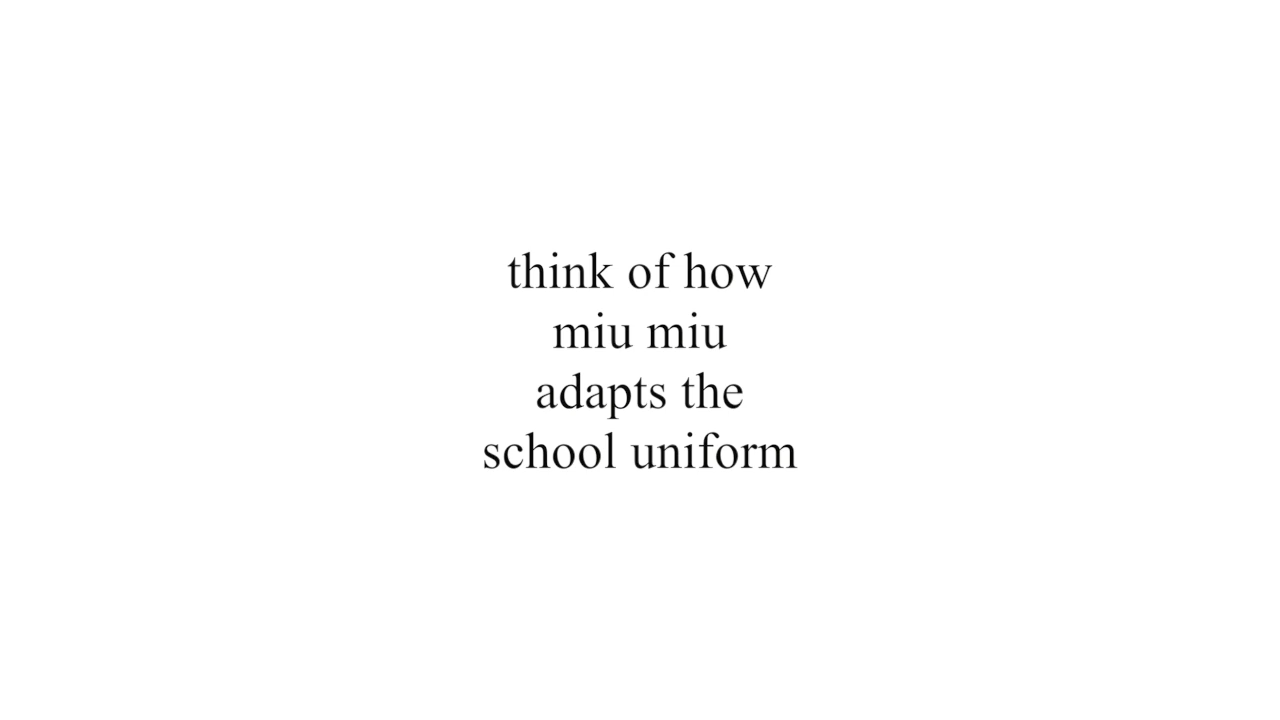 think of how
miu miu
adapts the
school uniform